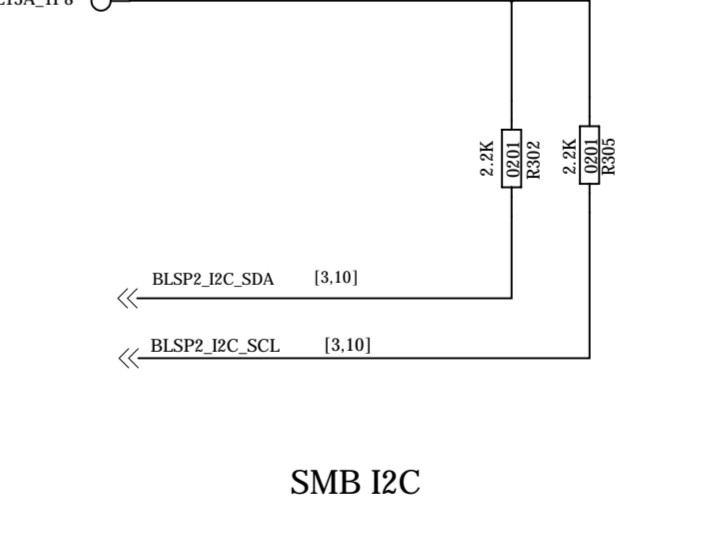 2.2K
0201
R302
2.2K
0201
R305
BLSP2_I2C_SDA [3,10]
BLSP2_I2C_SCL [3,10]
SMB I2C